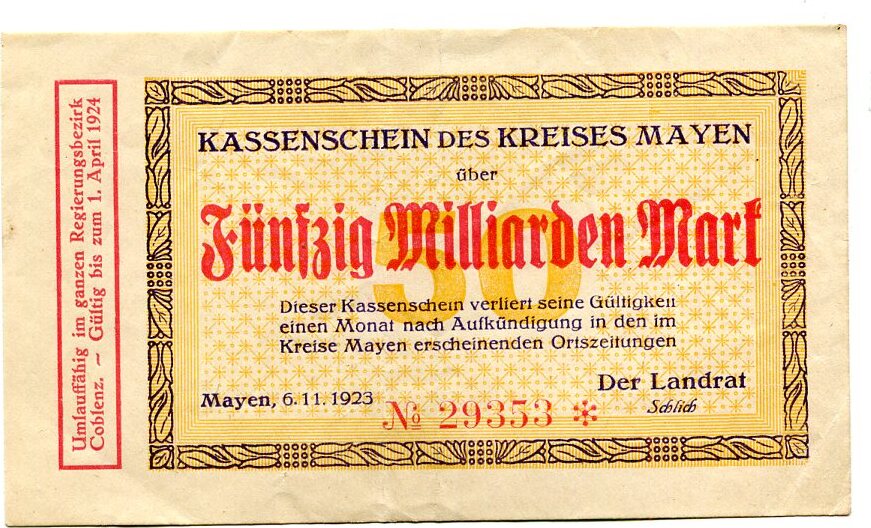 Umlauffähig im ganzen Regierungsbezirk
Coblenz. – Gültig bis zum 1. April 1924
KASSENSCHEIN DES KREISES MAYEN
über
50
Fünfzig Milliarden Mark
Dieser Kassenschein verliert seine Gültigkeit
einen Monat nach Aufkündigung in den im
Kreise Mayen erscheinenden Ortszeitungen
Der Landrat
Mayen, 6.11.1923
Schlich
№ 29353 *